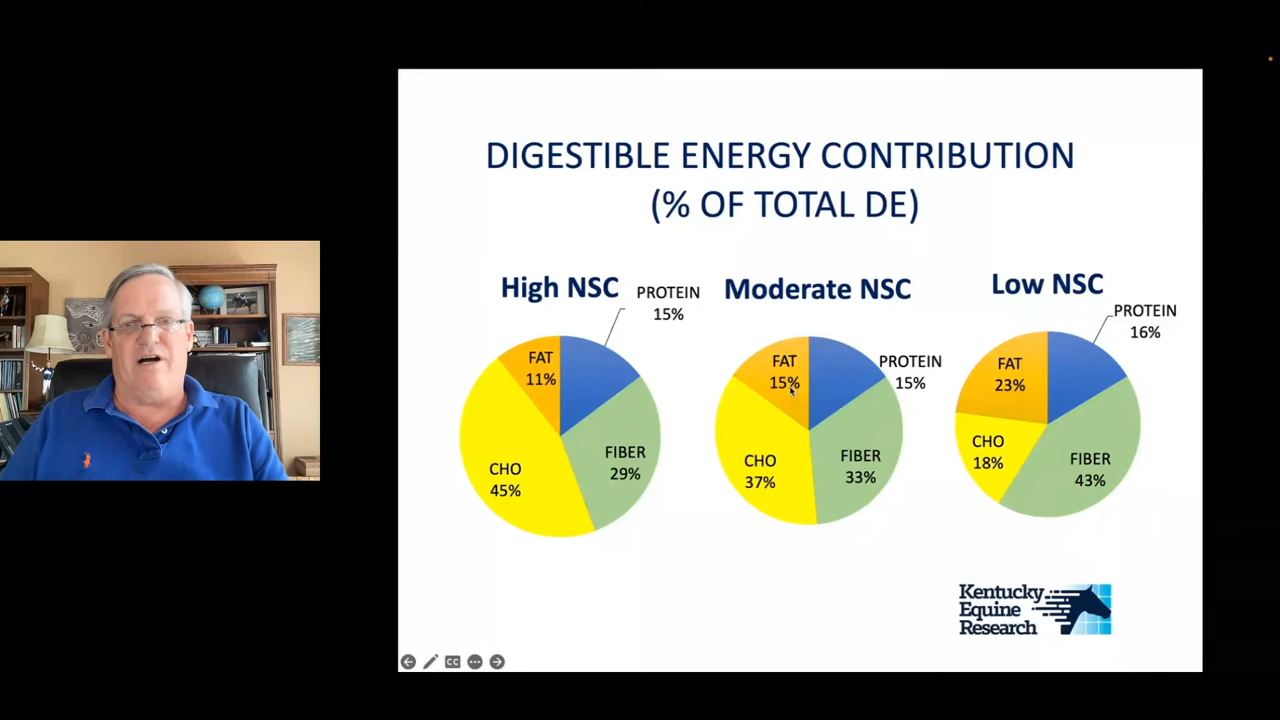 DIGESTIBLE ENERGY CONTRIBUTION
(% OF TOTAL DE)
High NSC
PROTEIN
15%
FAT
11%
CHO
45%
FIBER
29%
Moderate NSC
PROTEIN
15%
FAT
15%
CHO
37%
FIBER
33%
Low NSC
PROTEIN
16%
FAT
23%
CHO
18%
FIBER
43%
Kentucky
Equine
Research
CC